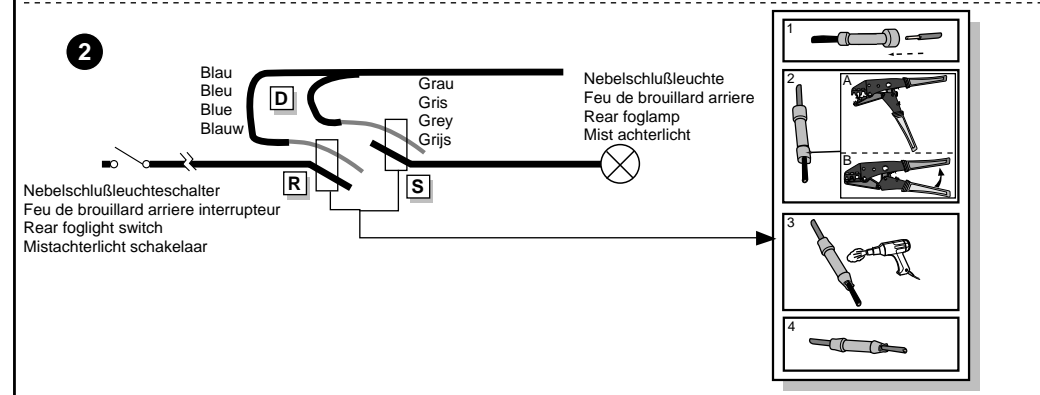 2
Blau
Bleu
Blue
Blauw
D
Grau
Gris
Grey
Grijs
Nebelschlußleuchte
Feu de brouillard arriere
Rear foglamp
Mist achterlicht
R
S
Nebelschlußleuchteschalter
Feu de brouillard arriere interrupteur
Rear foglight switch
Mistachterlicht schakelaar
1
2
A
B
3
4